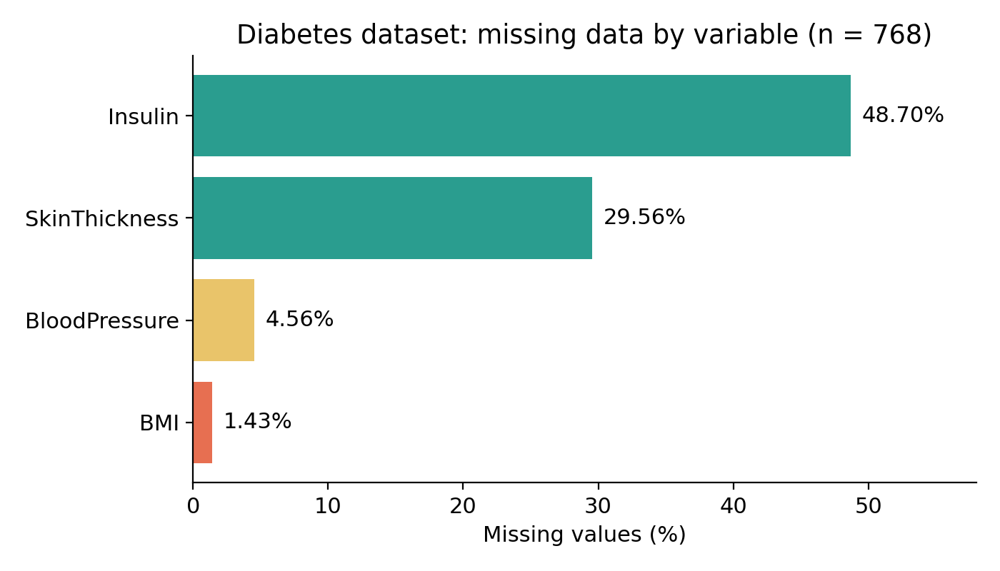 Diabetes dataset: missing data by variable (n = 768)
Insulin
48.70%
SkinThickness
29.56%
BloodPressure
4.56%
BMI
1.43%
0 10 20 30 40 50
Missing values (%)